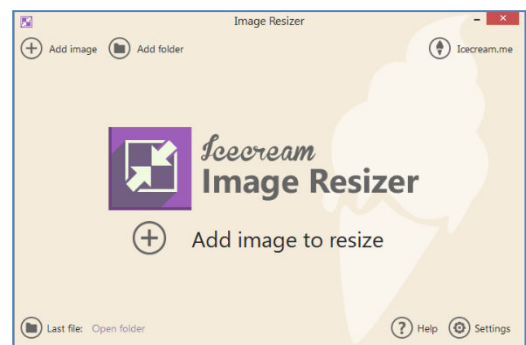 Image Resizer
Add image Add folder Icecream.me
Icecream
Image Resizer
Add image to resize
Last file: Open folder ? Help Settings